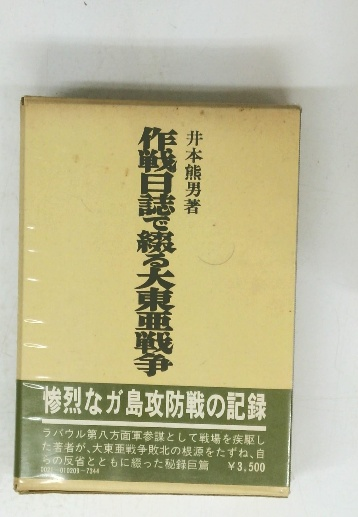 井本熊男著
作戦日誌で綴る大東亜戦争
惨烈なガ島攻防戦の記録
ラバウル第八方面軍参謀として戦場を疾駆し
た著者が、大東亜戦争敗北の根源をたずね、自
らの反省とともに綴った秘録巨篇 ¥3,500